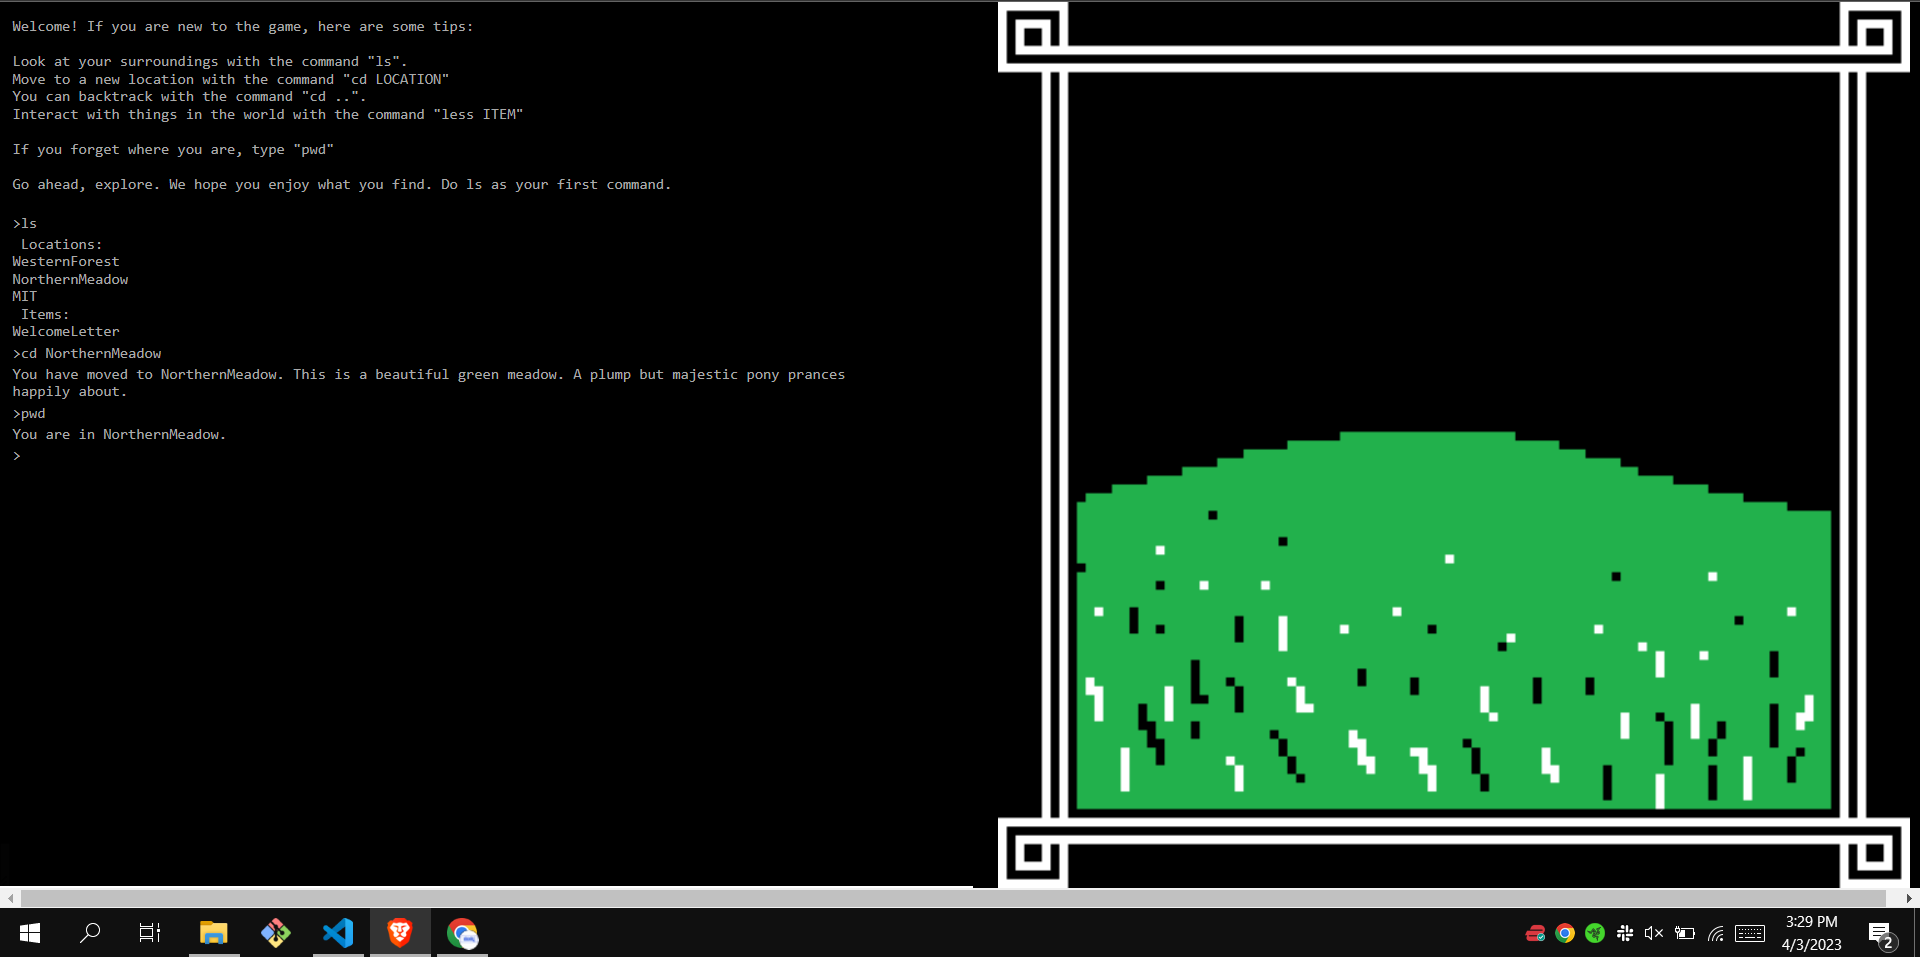 Welcome! If you are new to the game, here are some tips:
Look at your surroundings with the command "ls".
Move to a new location with the command "cd LOCATION"
You can backtrack with the command "cd ..".
Interact with things in the world with the command "less ITEM"
If you forget where you are, type "pwd"
Go ahead, explore. We hope you enjoy what you find. Do ls as your first command.
>ls
Locations:
WesternForest
NorthernMeadow
MIT
Items:
WelcomeLetter
>cd NorthernMeadow
You have moved to NorthernMeadow. This is a beautiful green meadow. A plump but majestic pony prances
happily about.
>pwd
You are in NorthernMeadow.
>
3:29 PM
4/3/2023
2